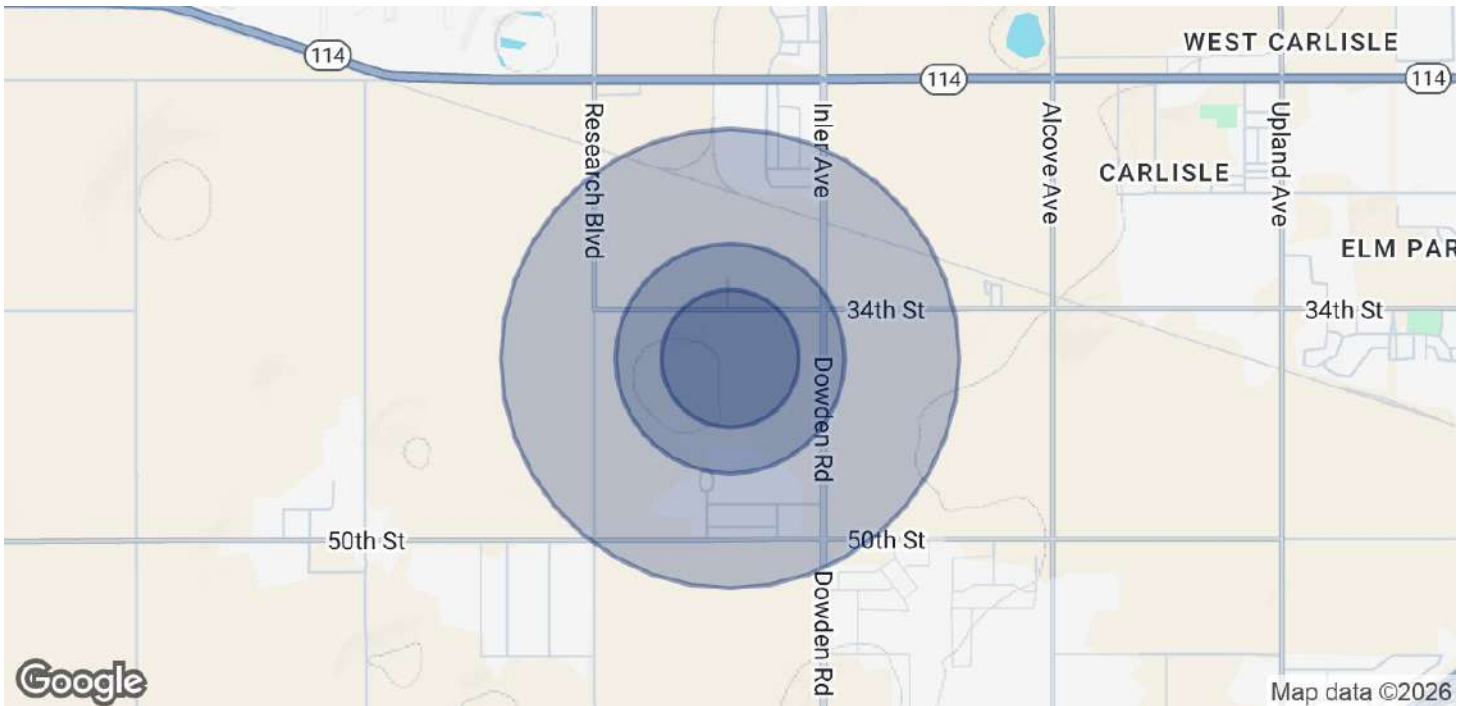 WEST CARLISLE
114
114
114
Research Blvd
Inler Ave
Alcove Ave
Upland Ave
CARLISLE
ELM PAR
34th St
34th St
Dowden Rd
50th St
50th St
Dowden Rd
Google
Map data ©2026